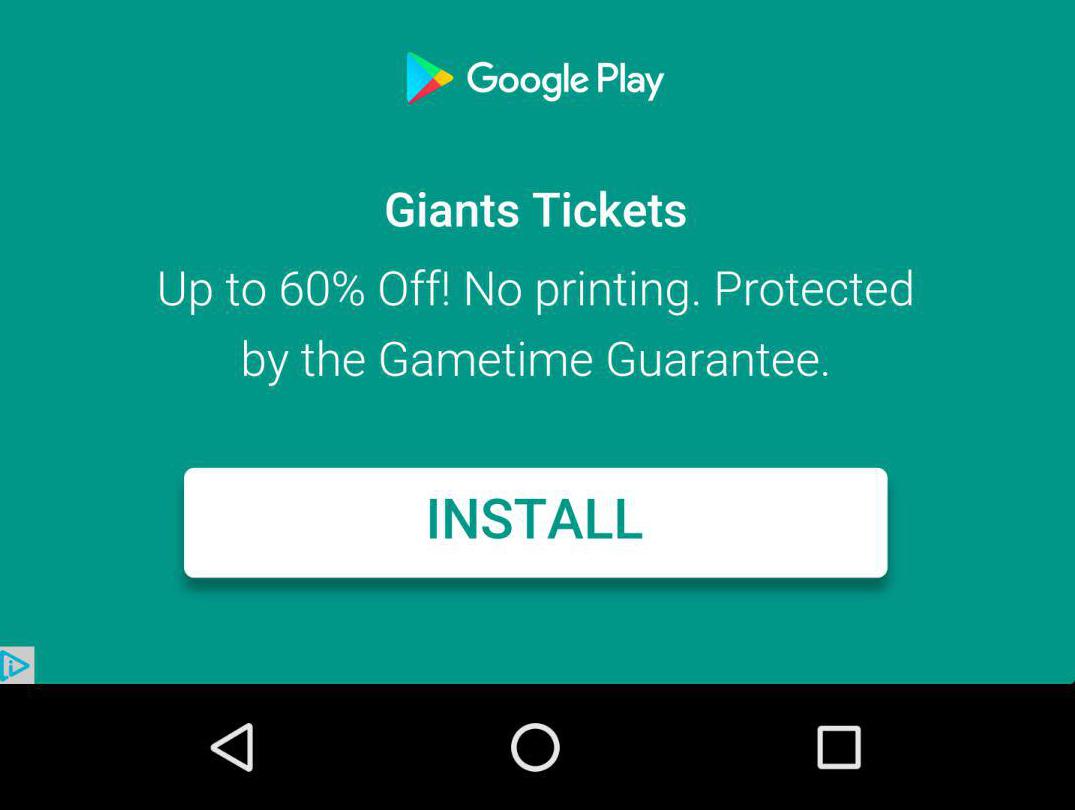 Google Play
Giants Tickets
Up to 60% Off! No printing. Protected
by the Gametime Guarantee.
INSTALL